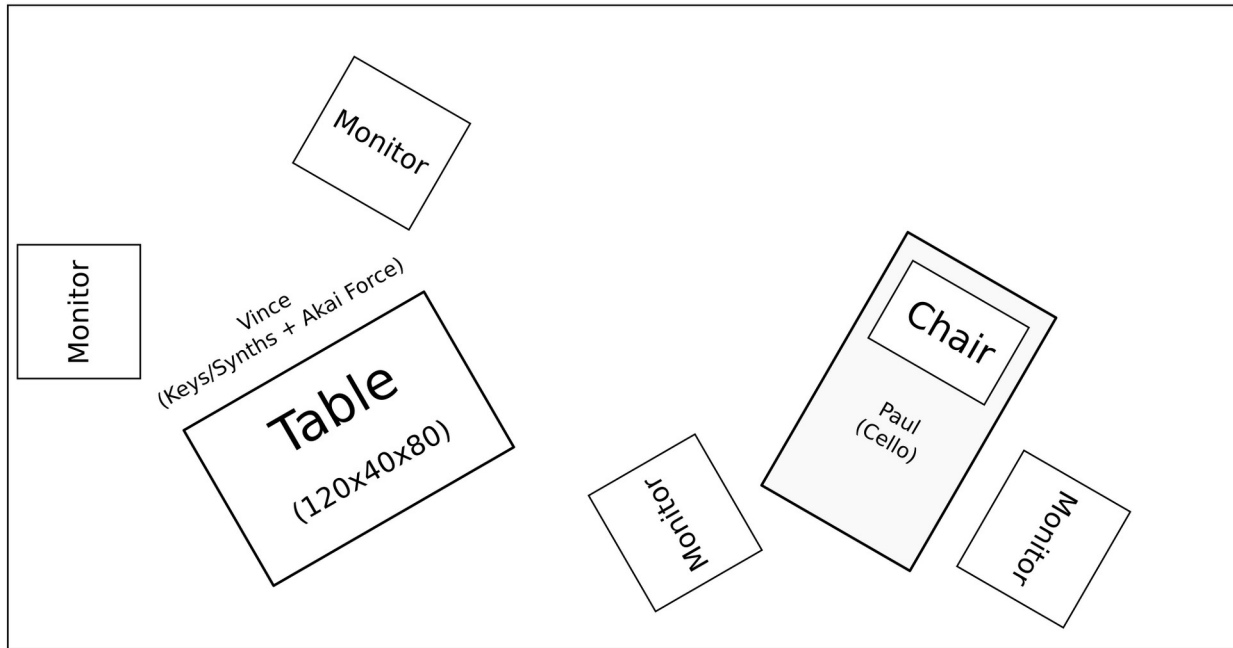 Monitor
Monitor
Vince
(Keys/Synths + Akai Force)
Table
(120x40x80)
Chair
Paul
(Cello)
Monitor
Monitor